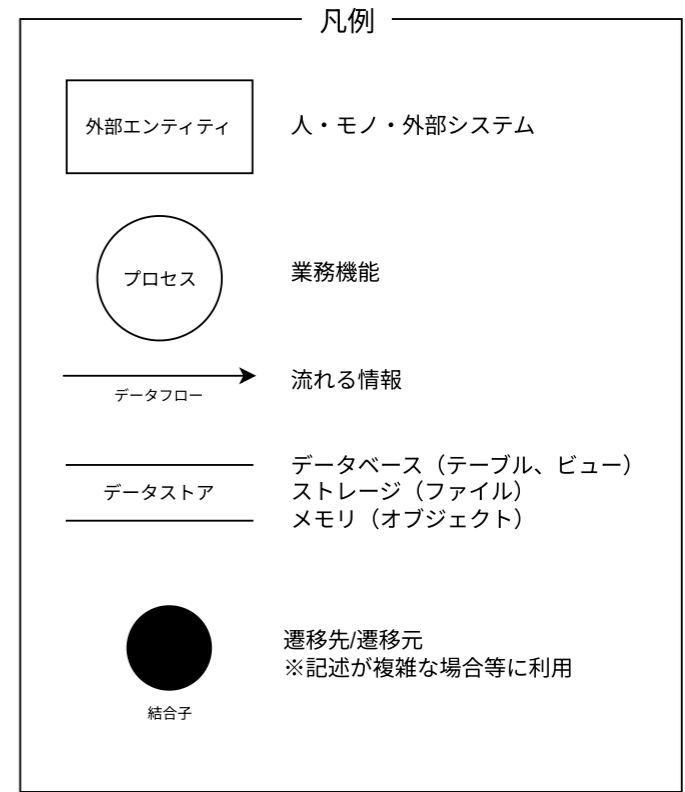 凡例
外部エンティティ
人・モノ・外部システム
プロセス
業務機能
データフロー
流れる情報
データストア
データベース（テーブル、ビュー）
ストレージ（ファイル）
メモリ（オブジェクト）
結合子
遷移先/遷移元
※記述が複雑な場合等に利用